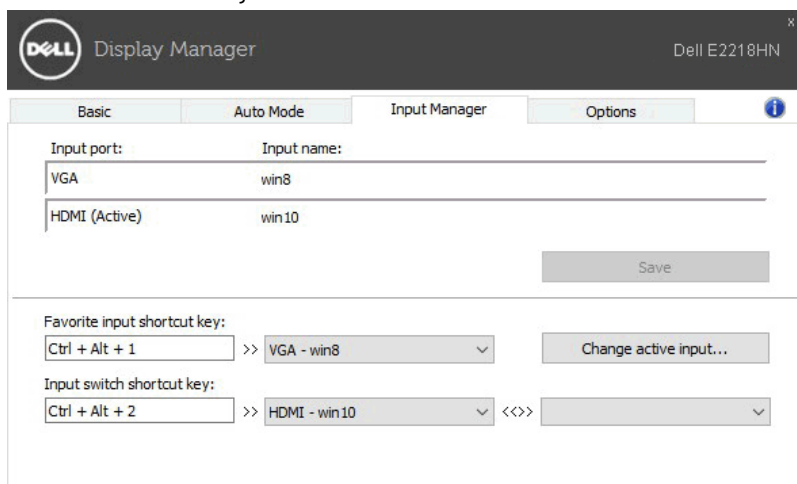 DELL Display Manager
x
Dell E2218HN
Basic Auto Mode Input Manager Options i
Input port: Input name:
VGA win8
HDMI (Active) win10
Save
Favorite input shortcut key:
Ctrl + Alt + 1 >> VGA - win8 Change active input...
Input switch shortcut key:
Ctrl + Alt + 2 >> HDMI - win10 <<>>